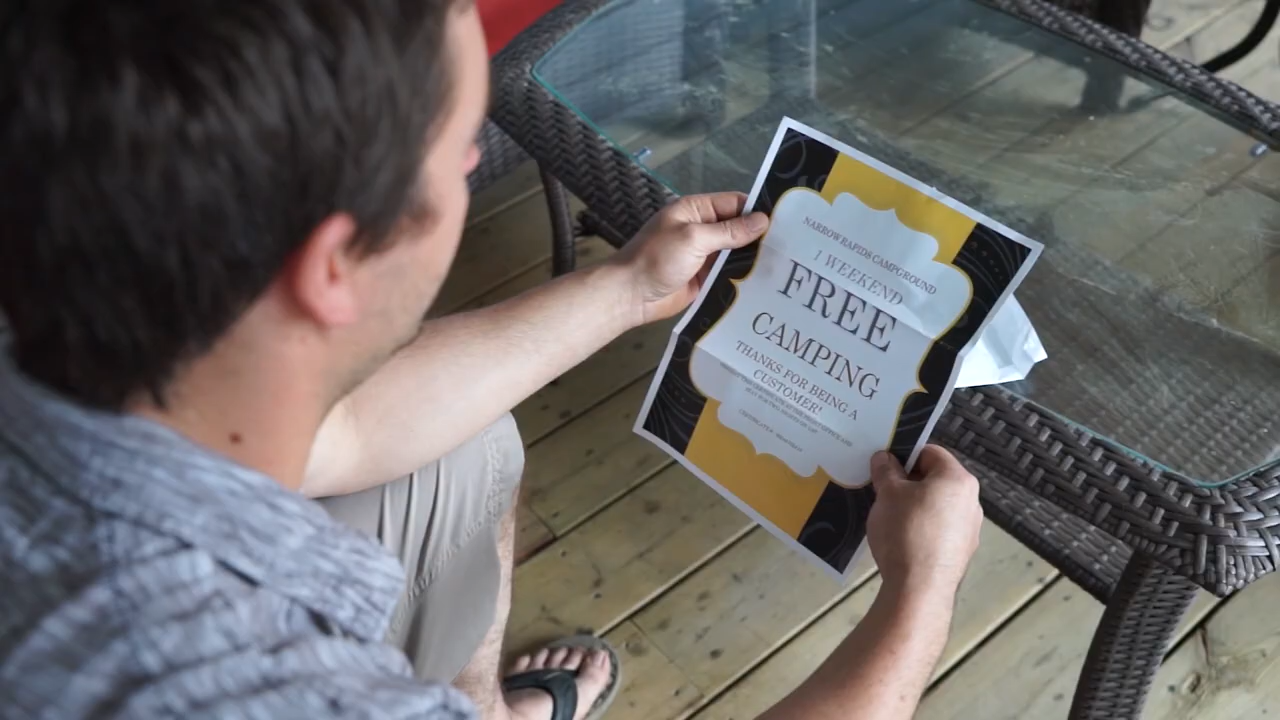 NARROW RAPIDS CAMPGROUND
1 WEEKEND
FREE
CAMPING
THANKS FOR BEING A
CUSTOMER!